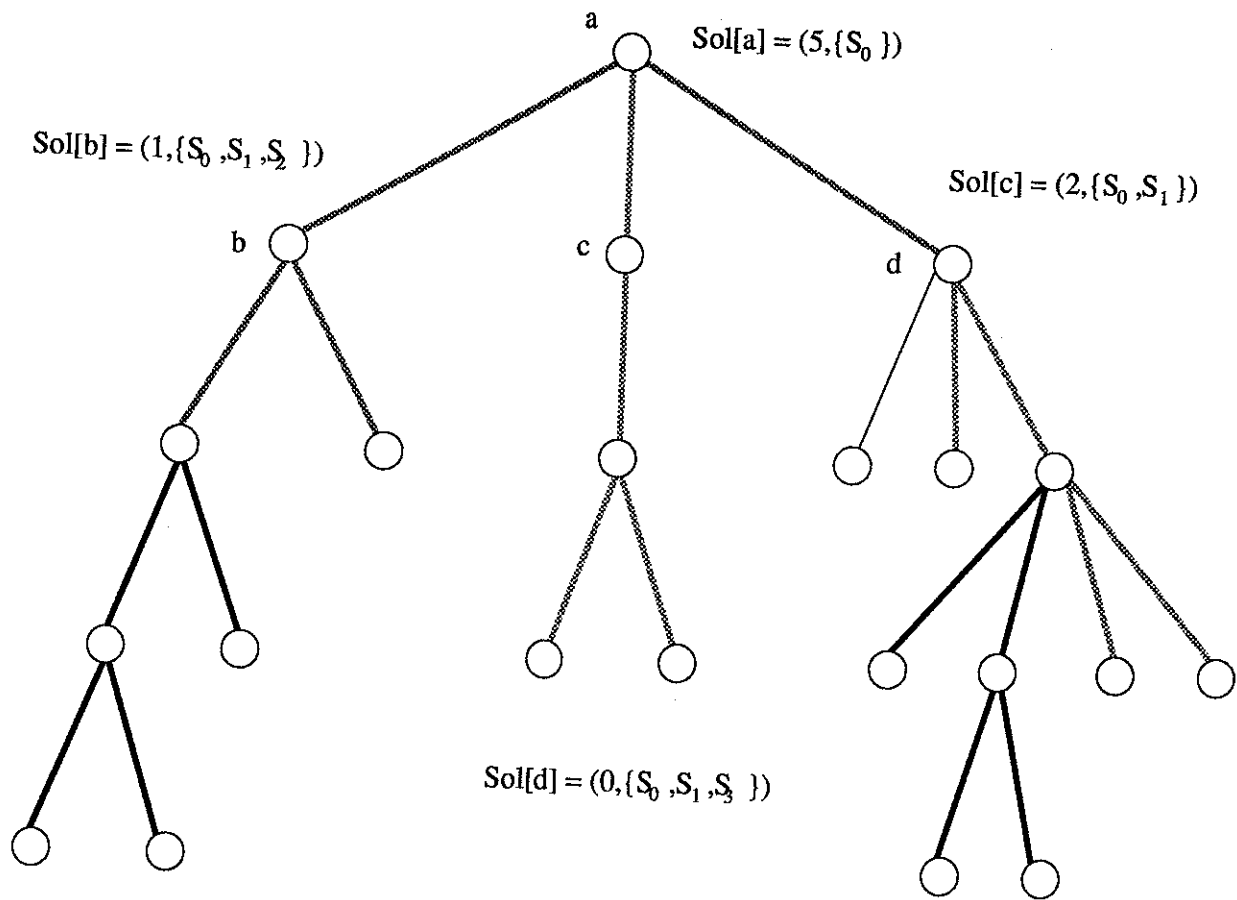 a
Sol[a] = (5,{S₀ })
Sol[b] = (1,{S₀ ,S₁ ,S₂ })
Sol[c] = (2,{S₀ ,S₁ })
b
c
d
Sol[d] = (0,{S₀ ,S₁ ,S₃ })